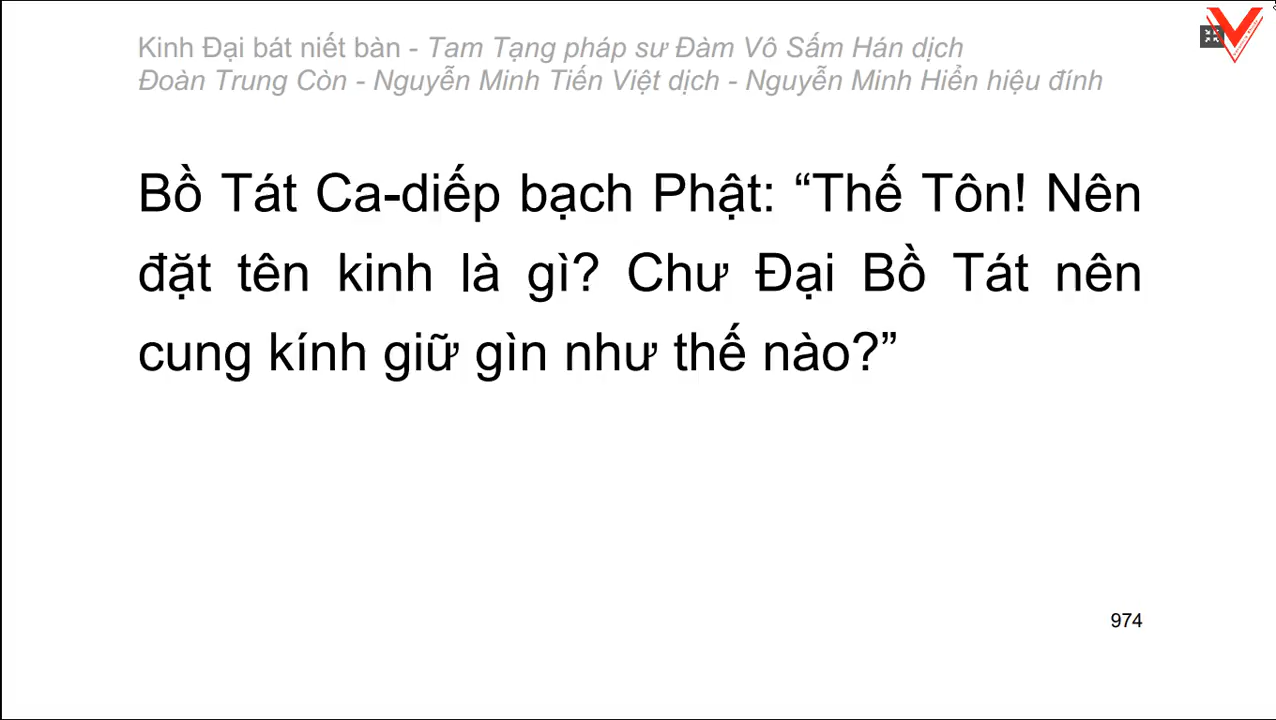 Kinh Đại bát niết bàn - Tam Tạng pháp sư Đàm Vô Sấm Hán dịch
Đoàn Trung Còn - Nguyễn Minh Tiến Việt dịch - Nguyễn Minh Hiển hiệu đính
Bồ Tát Ca-diếp bạch Phật: “Thế Tôn! Nên
đặt tên kinh là gì? Chư Đại Bồ Tát nên
cung kính giữ gìn như thế nào?”
974